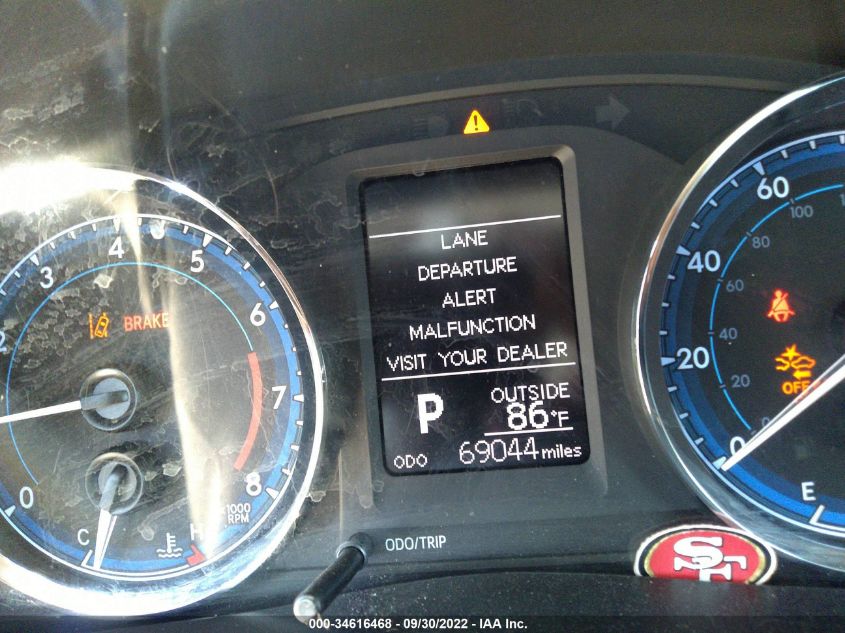 LANE
DEPARTURE
ALERT
MALFUNCTION
VISIT YOUR DEALER
P
OUTSIDE
86°F
ODO 69044 miles
2
3
4
5
6
7
8
0
x1000
RPM
BRAKE
C
H
ODO/TRIP
60
40
20
0
100
80
60
40
20
0
OFF
E
SF
000-34616468 - 09/30/2022 - IAA Inc.